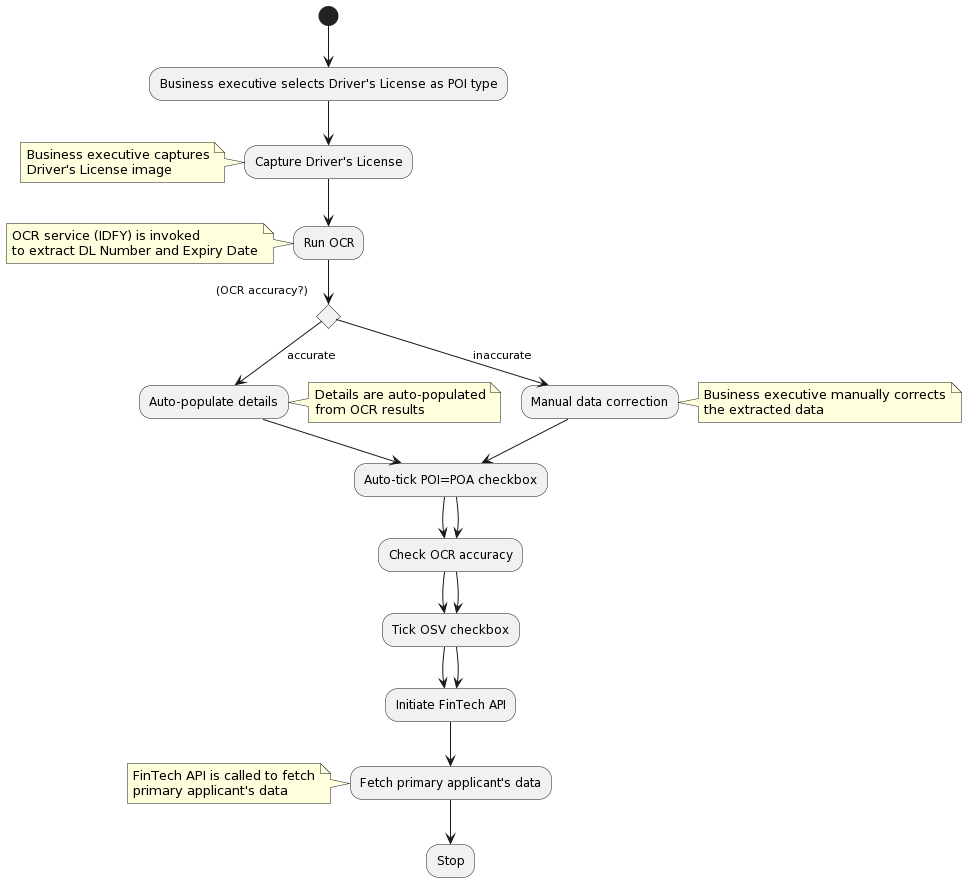 Business executive selects Driver's License as POI type
Business executive captures
Driver's License image
Capture Driver's License
OCR service (IDFY) is invoked
to extract DL Number and Expiry Date
Run OCR
(OCR accuracy?)
accurate
inaccurate
Auto-populate details
Details are auto-populated
from OCR results
Manual data correction
Business executive manually corrects
the extracted data
Auto-tick POI=POA checkbox
Check OCR accuracy
Tick OSV checkbox
Initiate FinTech API
FinTech API is called to fetch
primary applicant's data
Fetch primary applicant's data
Stop